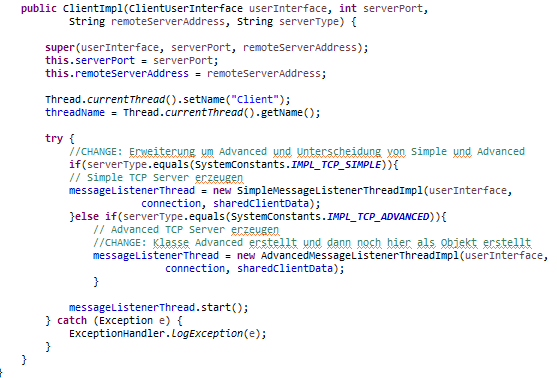 public ClientImpl(ClientUserInterface userInterface, int serverPort,
String remoteServerAddress, String serverType) {
super(userInterface, serverPort, remoteServerAddress);
this.serverPort = serverPort;
this.remoteServerAddress = remoteServerAddress;
Thread.currentThread().setName("Client");
threadName = Thread.currentThread().getName();
try {
//CHANGE: Erweiterung um Advanced und Unterscheidung von Simple und Advanced
if(serverType.equals(SystemConstants.IMPL_TCP_SIMPLE)){
// Simple TCP Server erzeugen
messageListenerThread = new SimpleMessageListenerThreadImpl(userInterface,
connection, sharedClientData);
}else if(serverType.equals(SystemConstants.IMPL_TCP_ADVANCED)){
// Advanced TCP Server erzeugen
//CHANGE: Klasse Advanced erstellt und dann noch hier als Objekt erstellt
messageListenerThread = new AdvancedMessageListenerThreadImpl(userInterface,
connection, sharedClientData);
}
messageListenerThread.start();
} catch (Exception e) {
ExceptionHandler.logException(e);
}
}
}